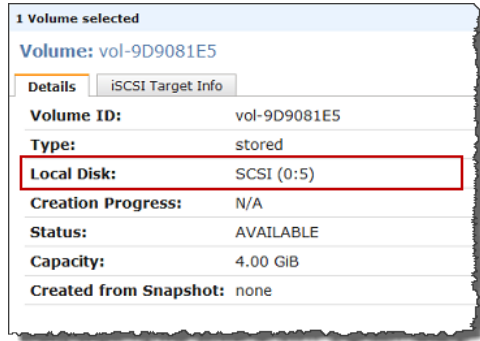 1 Volume selected
Volume: vol-9D9081E5
Details iSCSI Target Info
Volume ID: vol-9D9081E5
Type: stored
Local Disk: SCSI (0:5)
Creation Progress: N/A
Status: AVAILABLE
Capacity: 4.00 GiB
Created from Snapshot: none